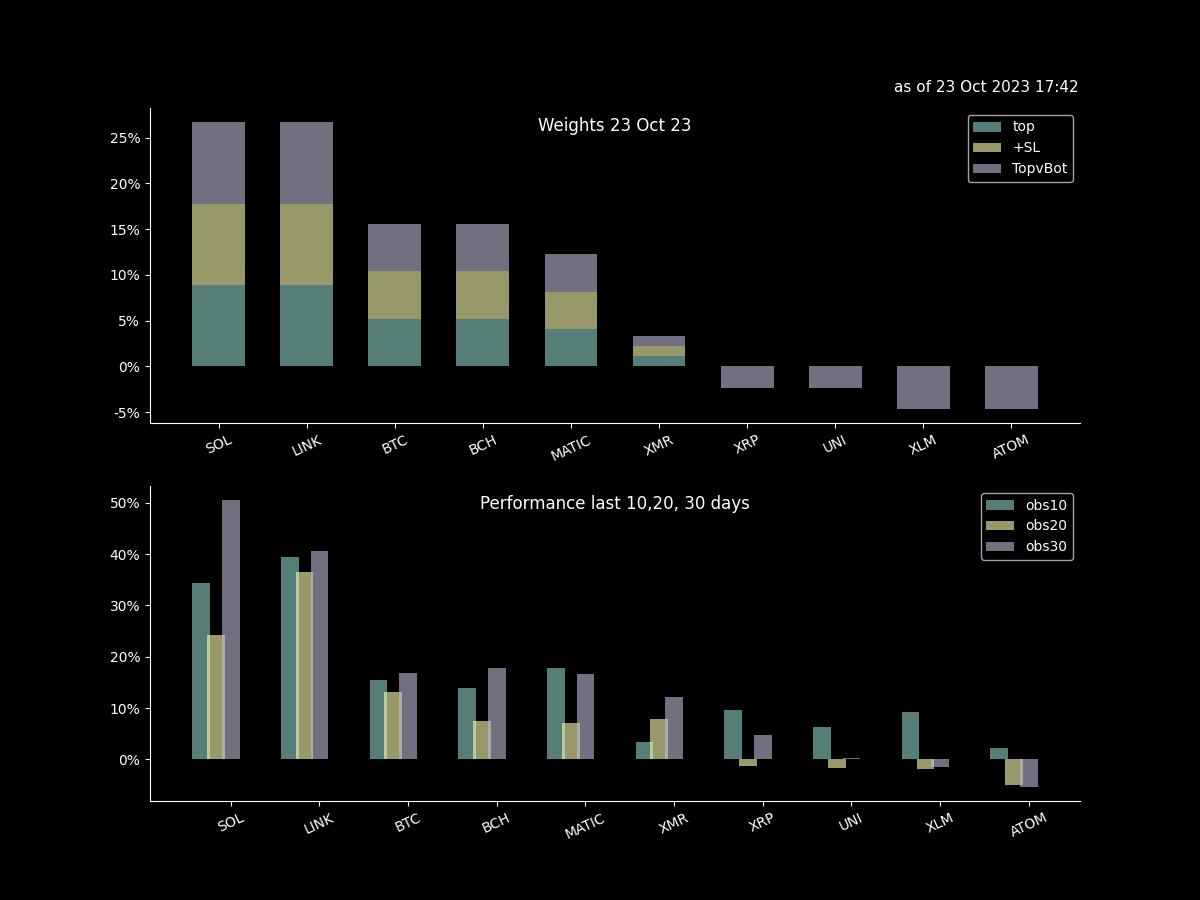 as of 23 Oct 2023 17:42
Weights 23 Oct 23
top
+SL
TopvBot
25%
20%
15%
10%
5%
0%
-5%
SOL LINK BTC BCH MATIC XMR XRP UNI XLM ATOM
Performance last 10,20, 30 days
obs10
obs20
obs30
50%
40%
30%
20%
10%
0%
SOL LINK BTC BCH MATIC XMR XRP UNI XLM ATOM